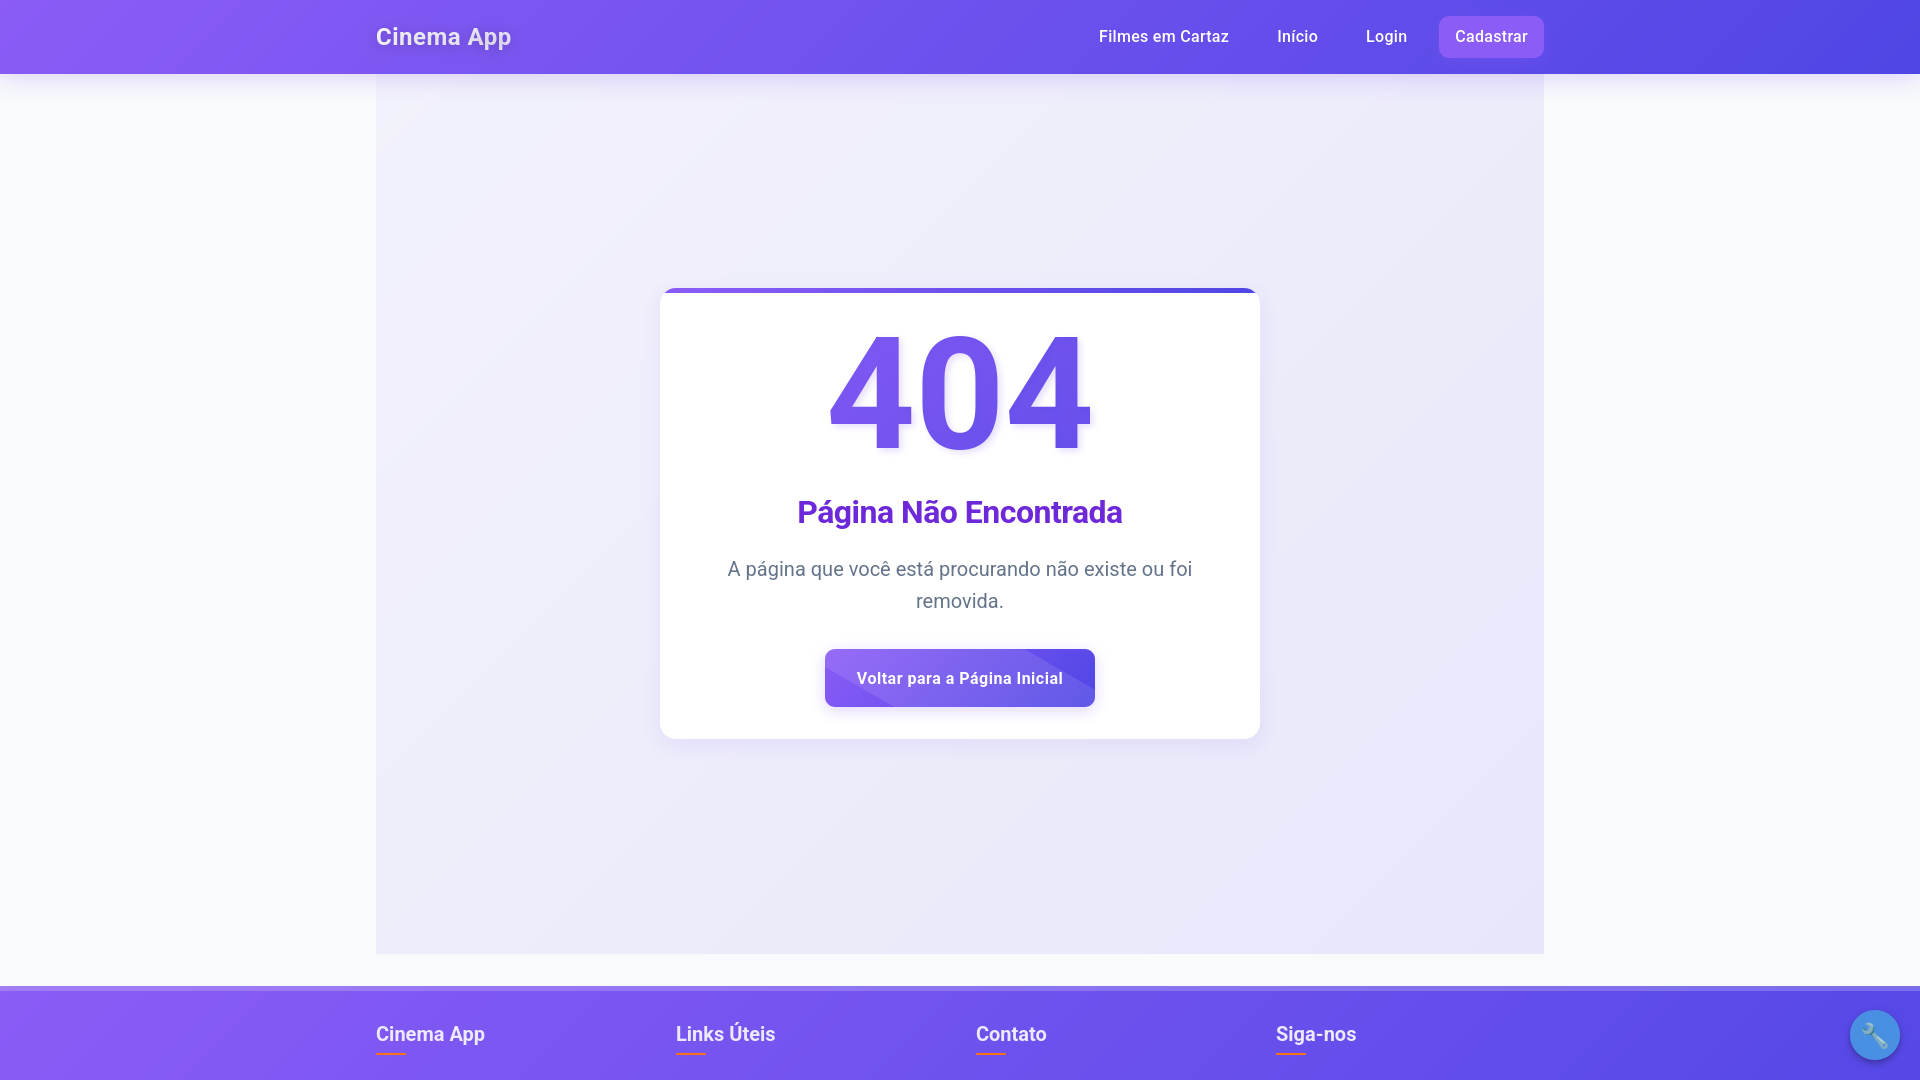 Cinema App
Filmes em Cartaz
Início
Login
Cadastrar
404
Página Não Encontrada
A página que você está procurando não existe ou foi
removida.
Voltar para a Página Inicial
Cinema App
Links Úteis
Contato
Siga-nos